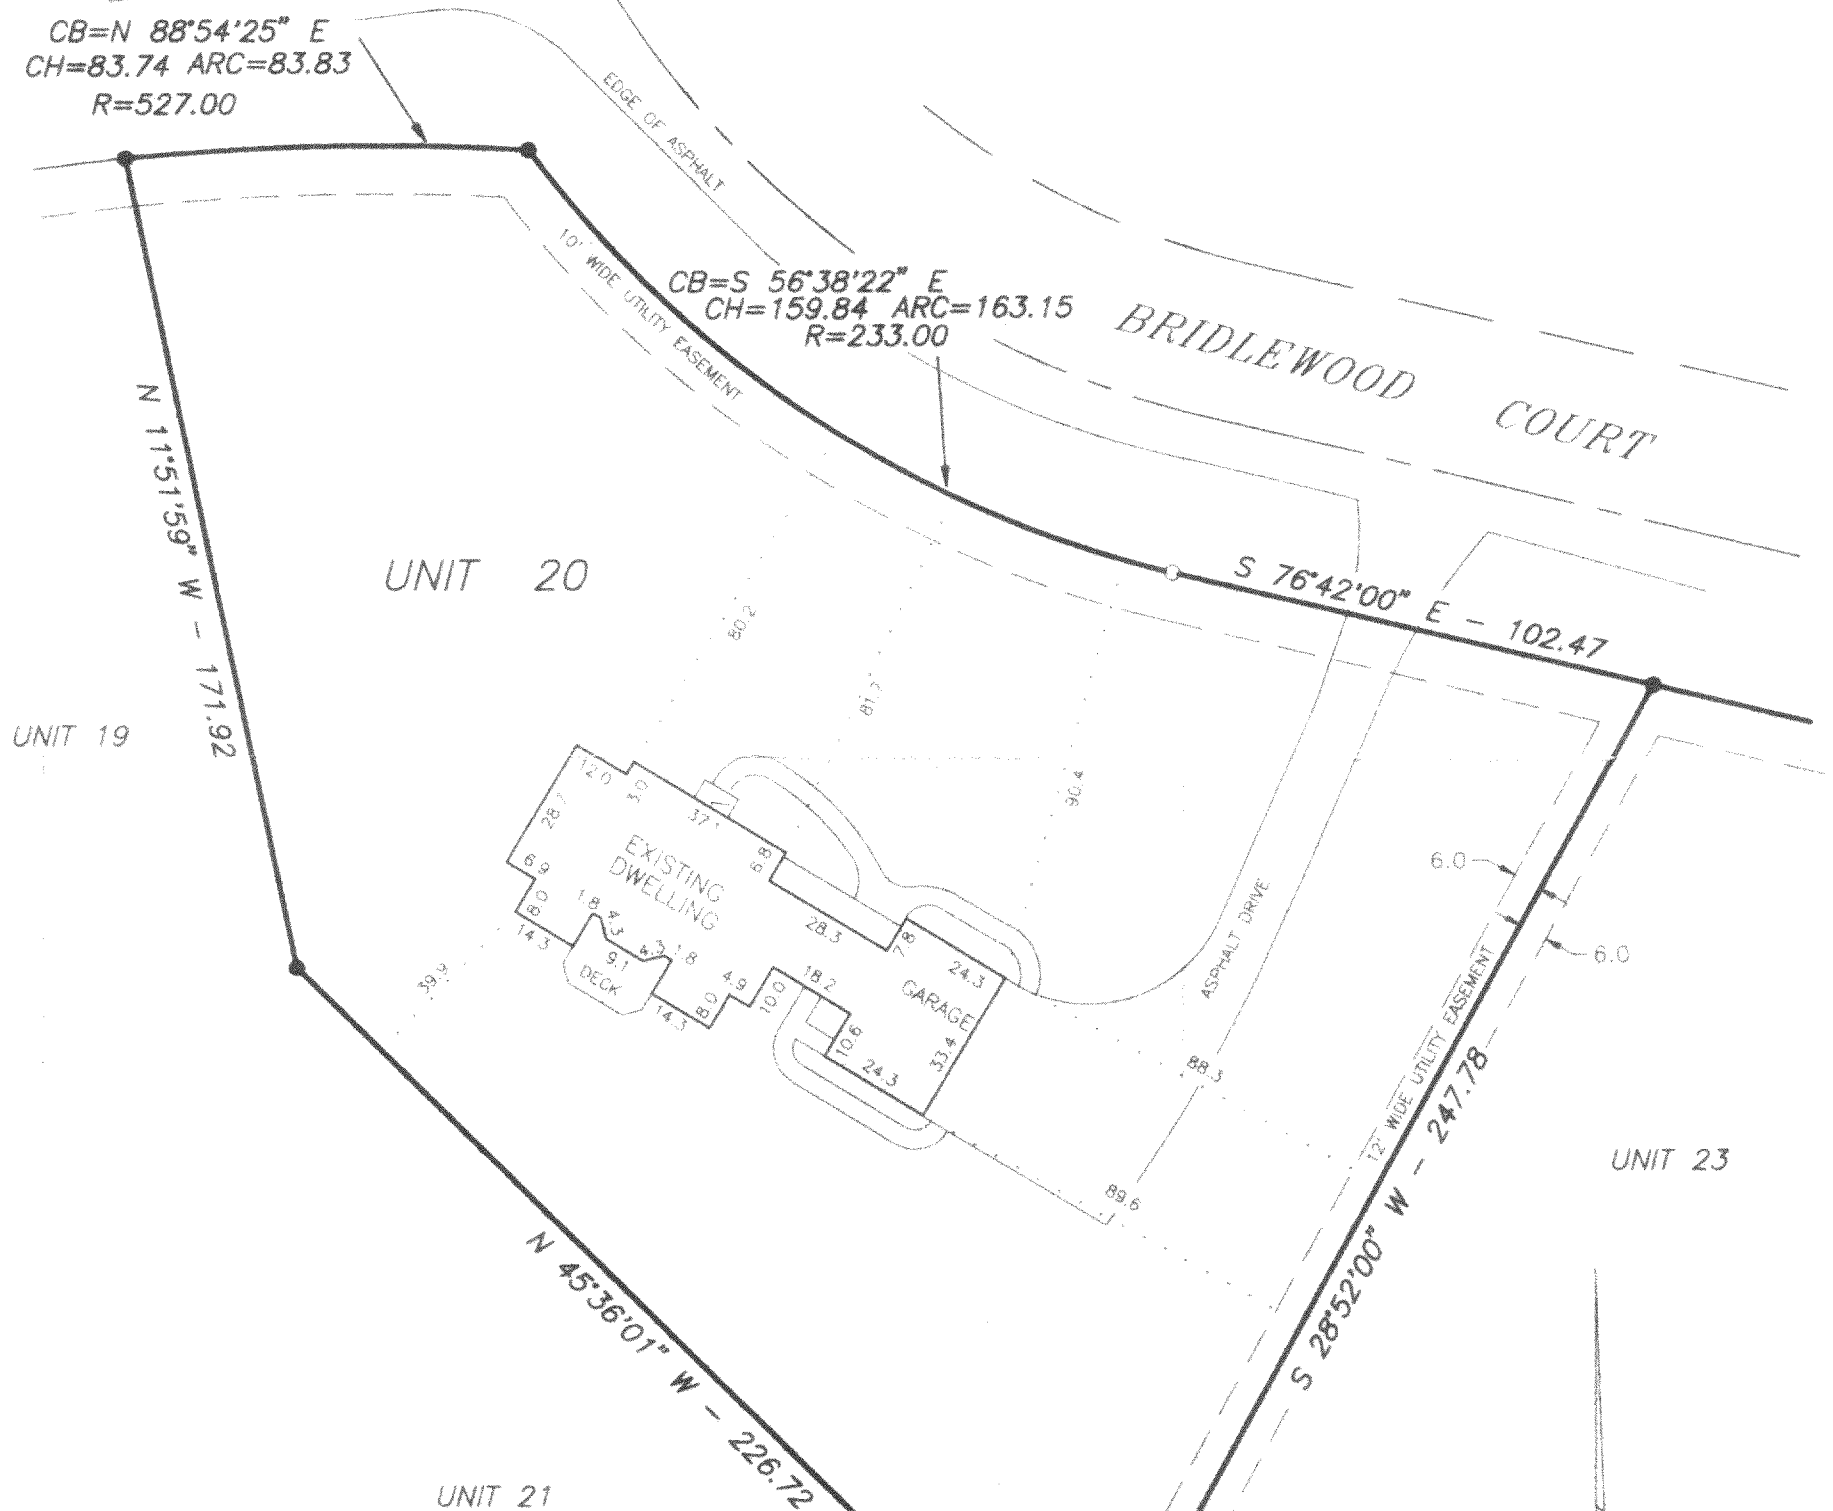 CB=N 88°54'25" E
CH=83.74 ARC=83.83
R=527.00
EDGE OF ASPHALT
10' WIDE UTILITY EASEMENT
CB=S 56°38'22" E
CH=159.84 ARC=163.15
R=233.00
BRIDLEWOOD COURT
N 11°51'59" W - 171.92
UNIT 20
S 76°42'00" E - 102.47
UNIT 19
80.2
81.7
90.4
12.0
3.0
37.1
28.7
6.8
EXISTING
DWELLING
6.9
8.0
14.3
1.8
4.3
9.1
4.3
1.8
DECK
28.3
7.8
24.3
GARAGE
33.4
14.3
8.0
4.9
10.0
18.2
10.6
24.3
39.9
ASPHALT DRIVE
6.0
6.0
12' WIDE UTILITY EASEMENT
88.3
89.6
S 28°52'00" W - 247.78
UNIT 23
N 45°36'01" W - 226.72
UNIT 21